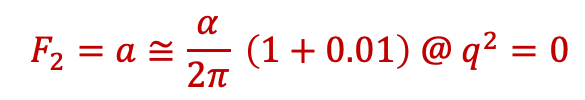 F₂ = a ≅ α/2π (1 + 0.01) @ q² = 0